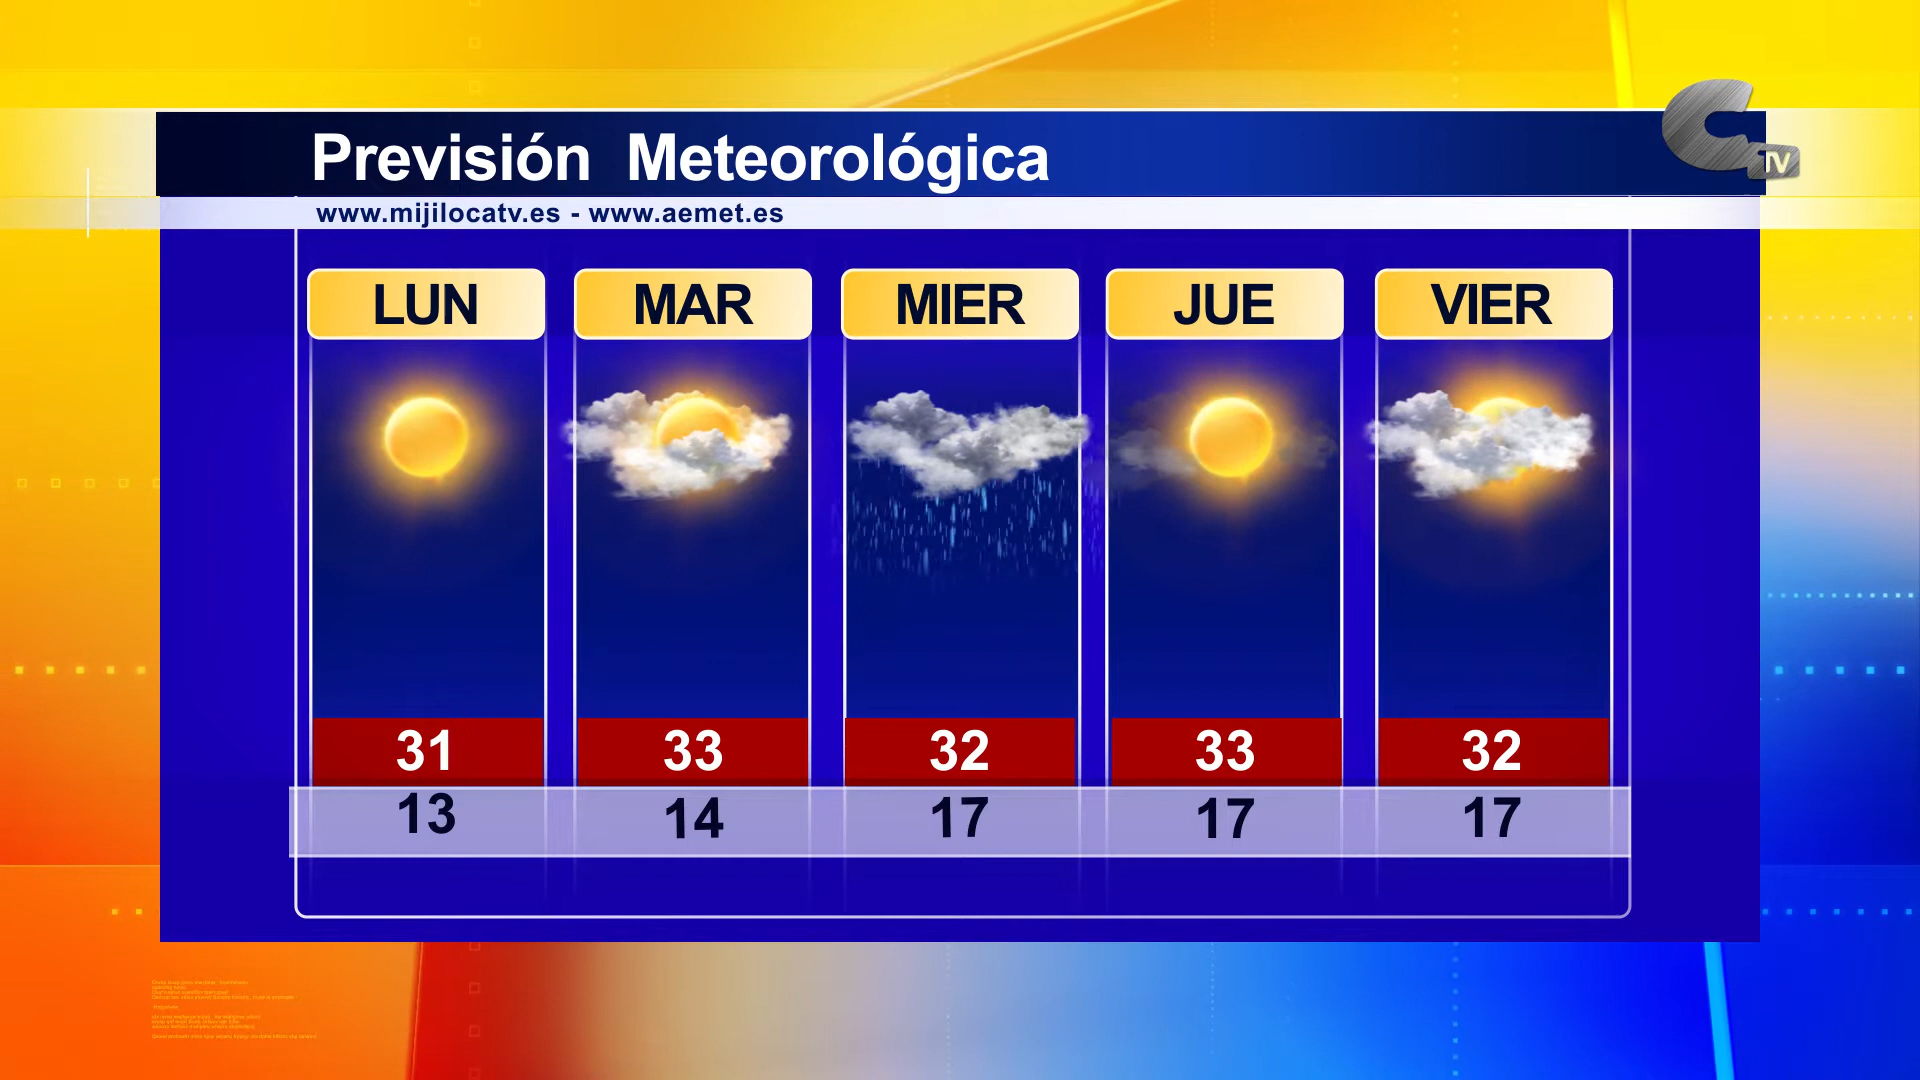 Previsión Meteorológica
CTV
www.mijilocatv.es - www.aemet.es
LUN MAR MIER JUE VIER
31 33 32 33 32
13 14 17 17 17